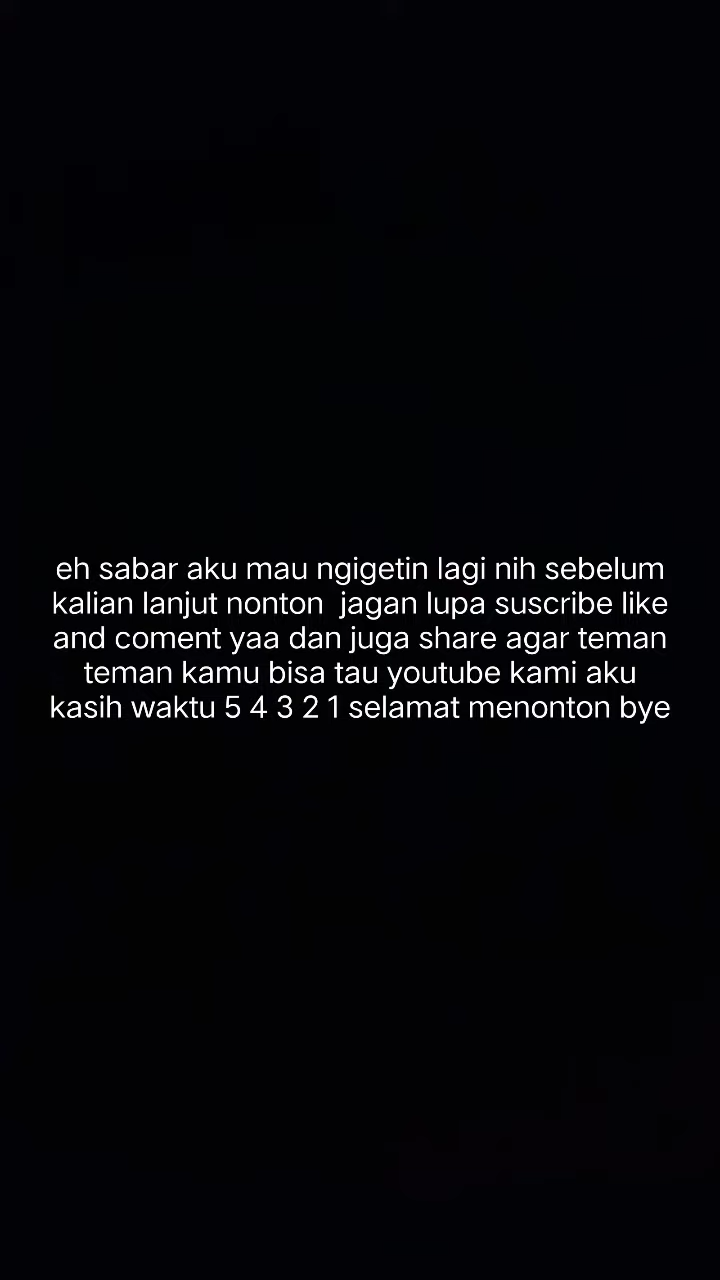 eh sabar aku mau ngigetin lagi nih sebelum
kalian lanjut nonton  jagan lupa suscribe like
and coment yaa dan juga share agar teman
teman kamu bisa tau youtube kami aku
kasih waktu 5 4 3 2 1 selamat menonton bye